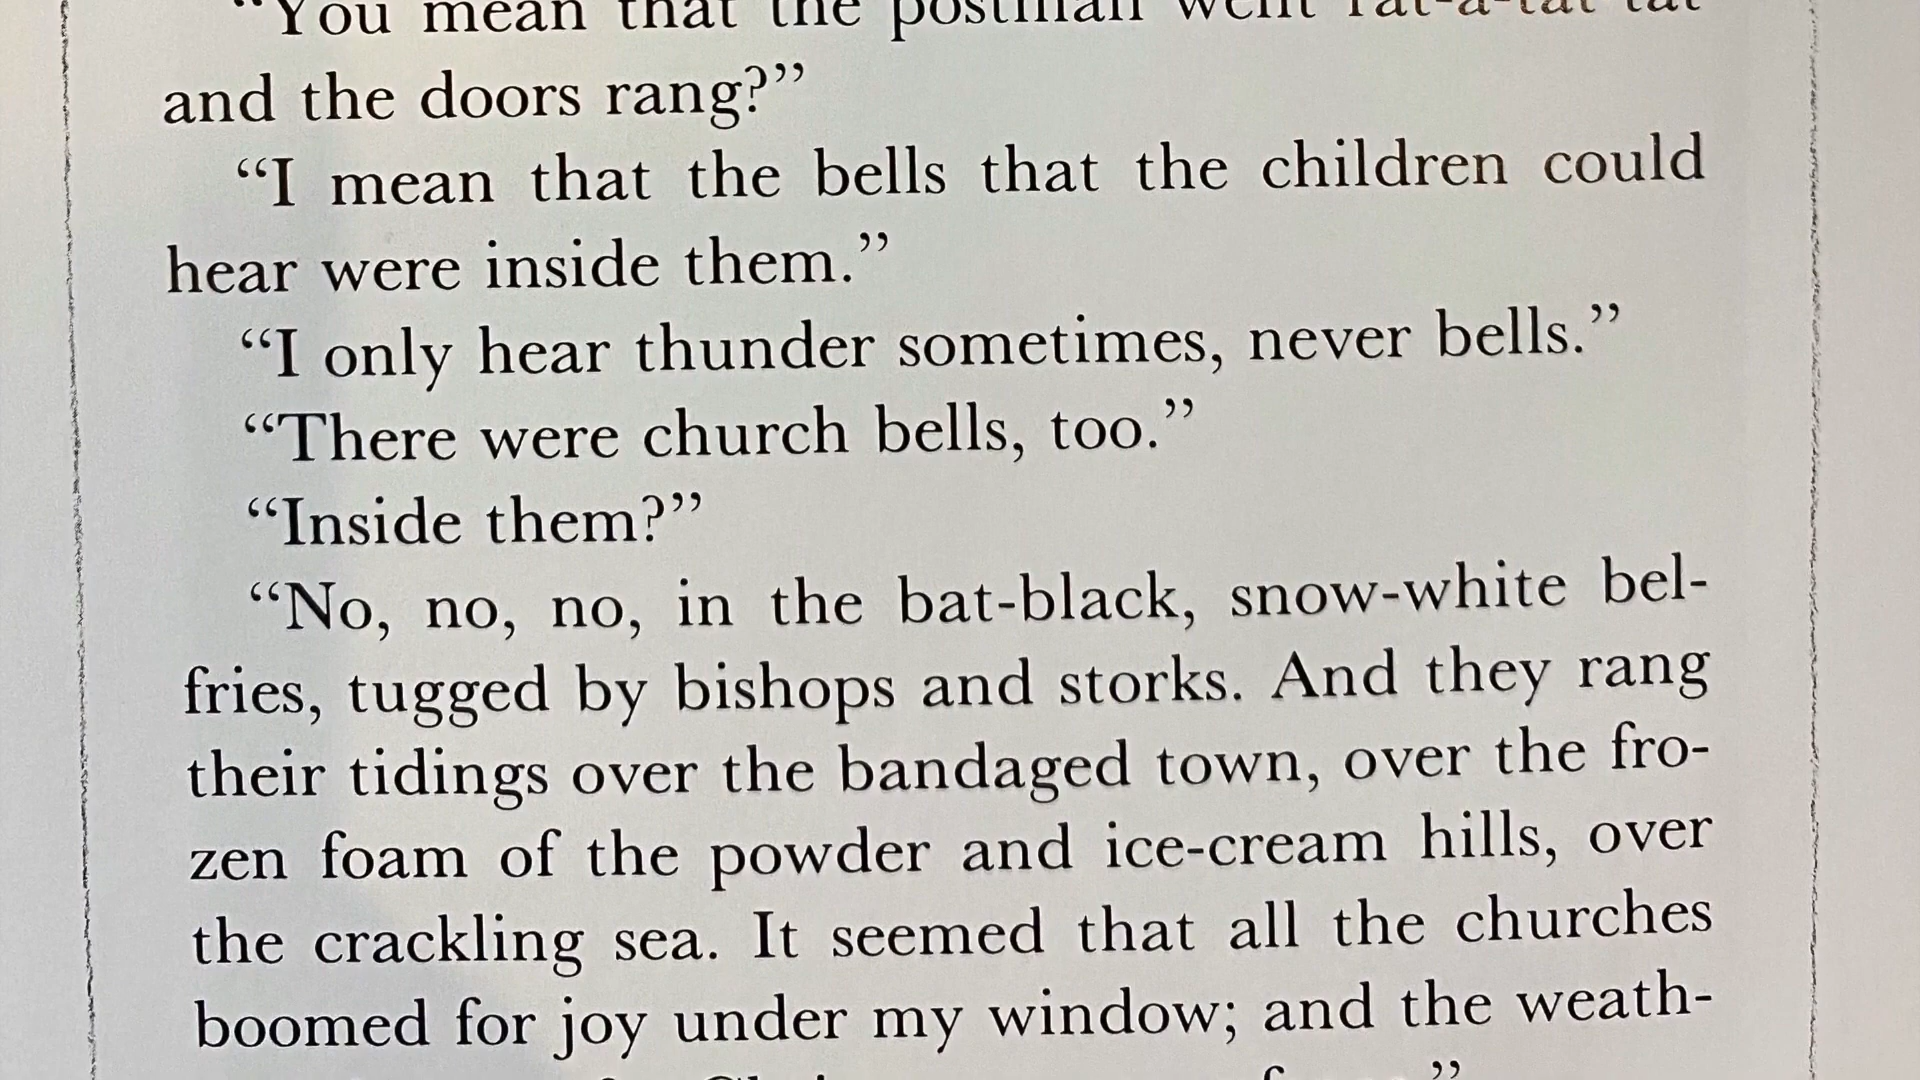 “You mean that the postman went rat-a-tat-tat
and the doors rang?”
“I mean that the bells that the children could
hear were inside them.”
“I only hear thunder sometimes, never bells.”
“There were church bells, too.”
“Inside them?”
“No, no, no, in the bat-black, snow-white bel-
fries, tugged by bishops and storks. And they rang
their tidings over the bandaged town, over the fro-
zen foam of the powder and ice-cream hills, over
the crackling sea. It seemed that all the churches
boomed for joy under my window; and the weath-